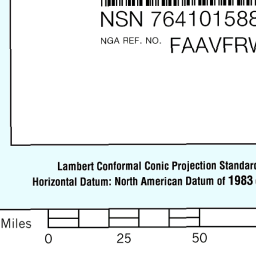 NSN 764101588
NGA REF. NO. FAAVFRW
Lambert Conformal Conic Projection Standard
Horizontal Datum: North American Datum of 1983
Miles
0 25 50